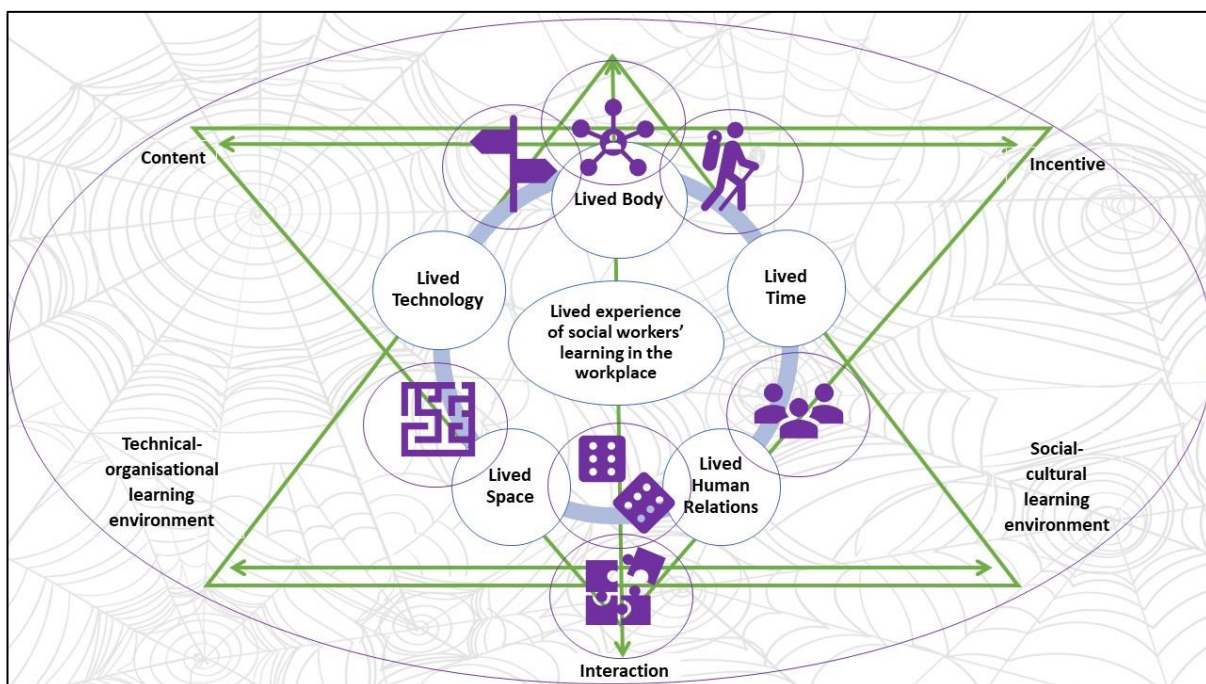 Content
Incentive
Lived Body
Lived
Technology
Lived
Time
Lived experience
of social workers’
learning in the
workplace
Technical-
organisational
learning
environment
Social-
cultural
learning
environment
Lived
Space
Lived
Human
Relations
Interaction